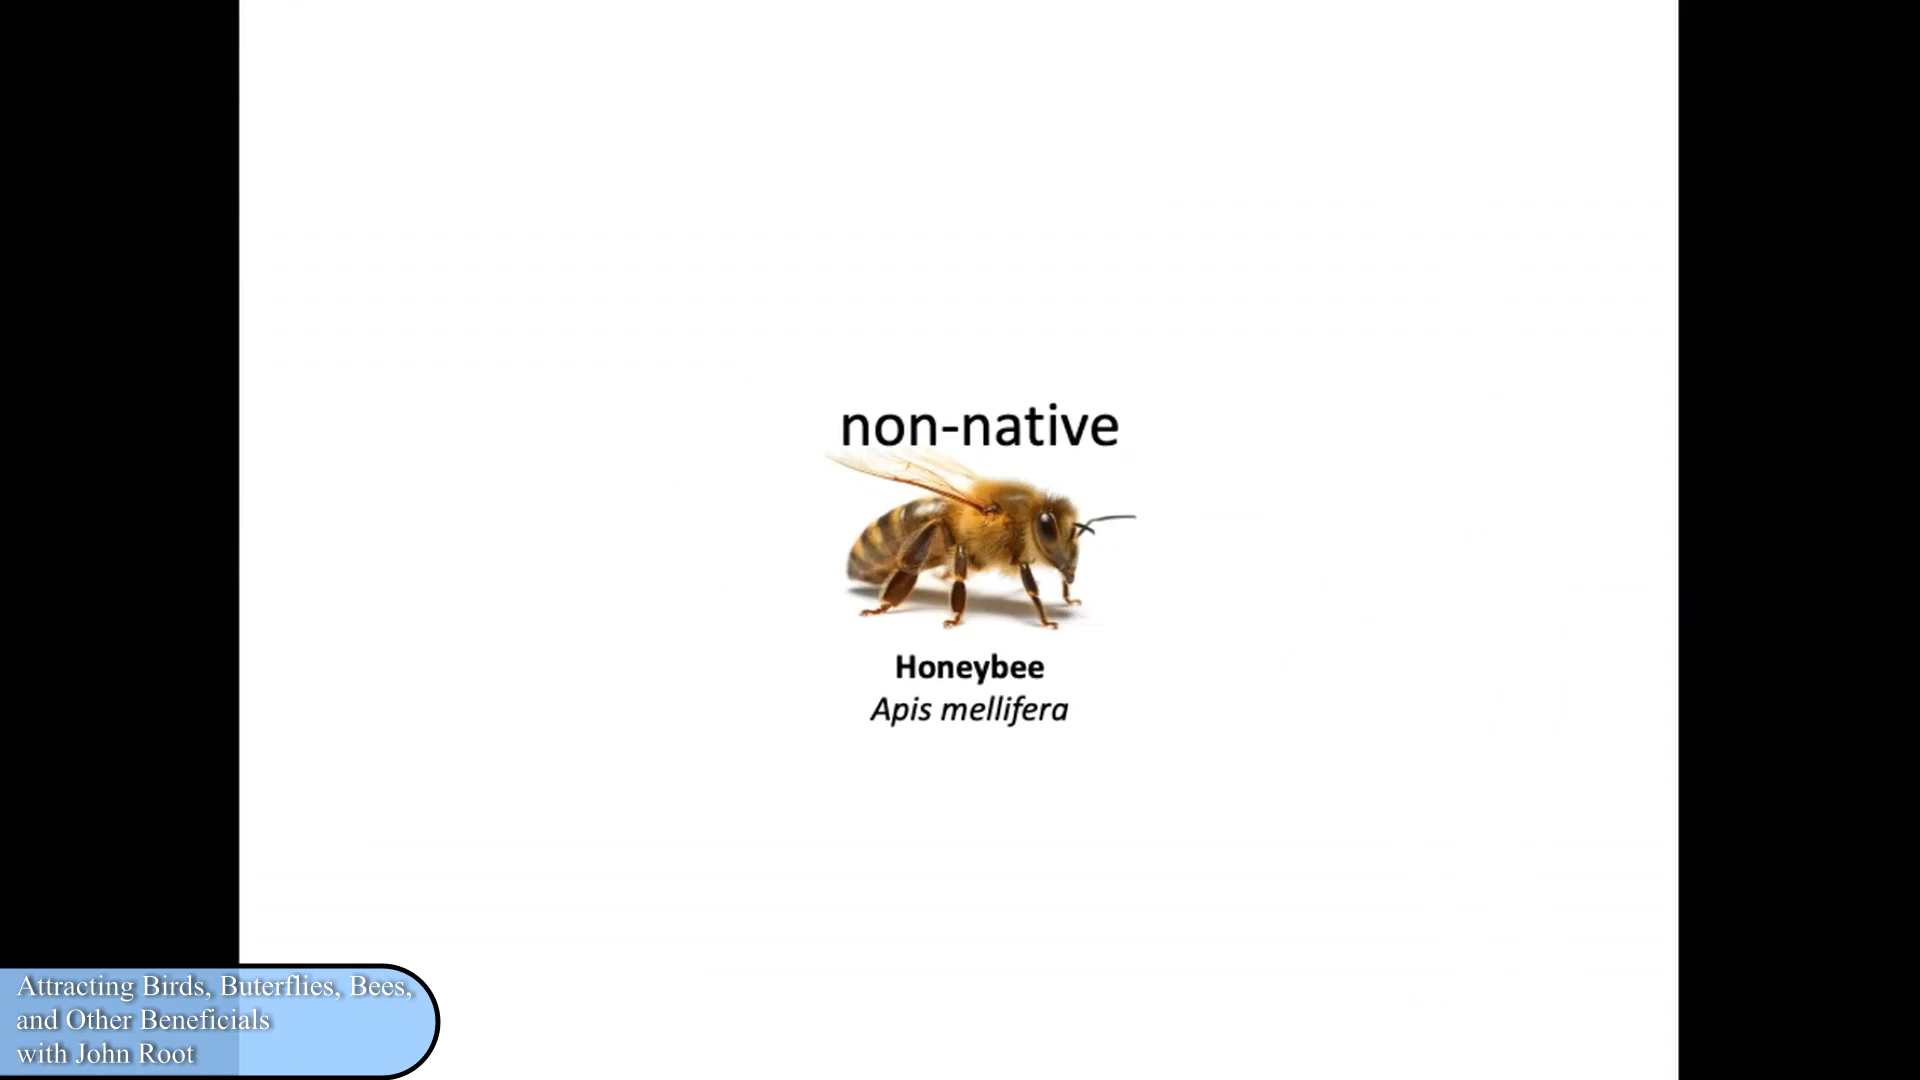 non-native
Honeybee
Apis mellifera
Attracting Birds, Buterflies, Bees,
and Other Beneficials
with John Root